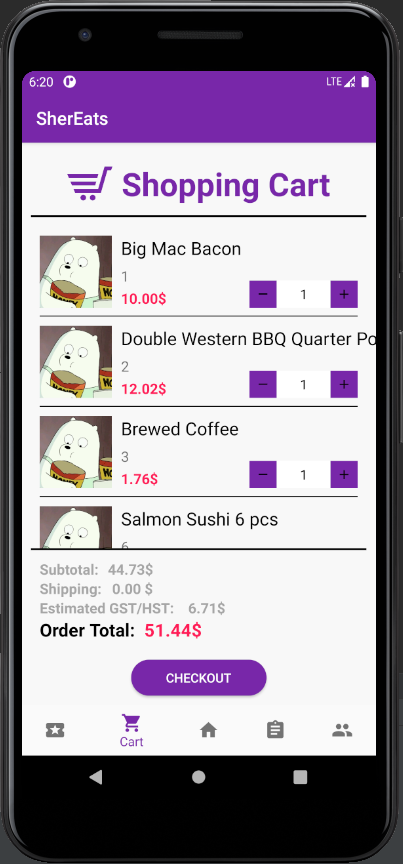 6:20 LTE
SherEats
Shopping Cart
Big Mac Bacon
1
10.00$ − 1 +
Double Western BBQ Quarter Po
2
12.02$ − 1 +
Brewed Coffee
3
1.76$ − 1 +
Salmon Sushi 6 pcs
6
Subtotal: 44.73$
Shipping: 0.00 $
Estimated GST/HST: 6.71$
Order Total: 51.44$
CHECKOUT
Cart